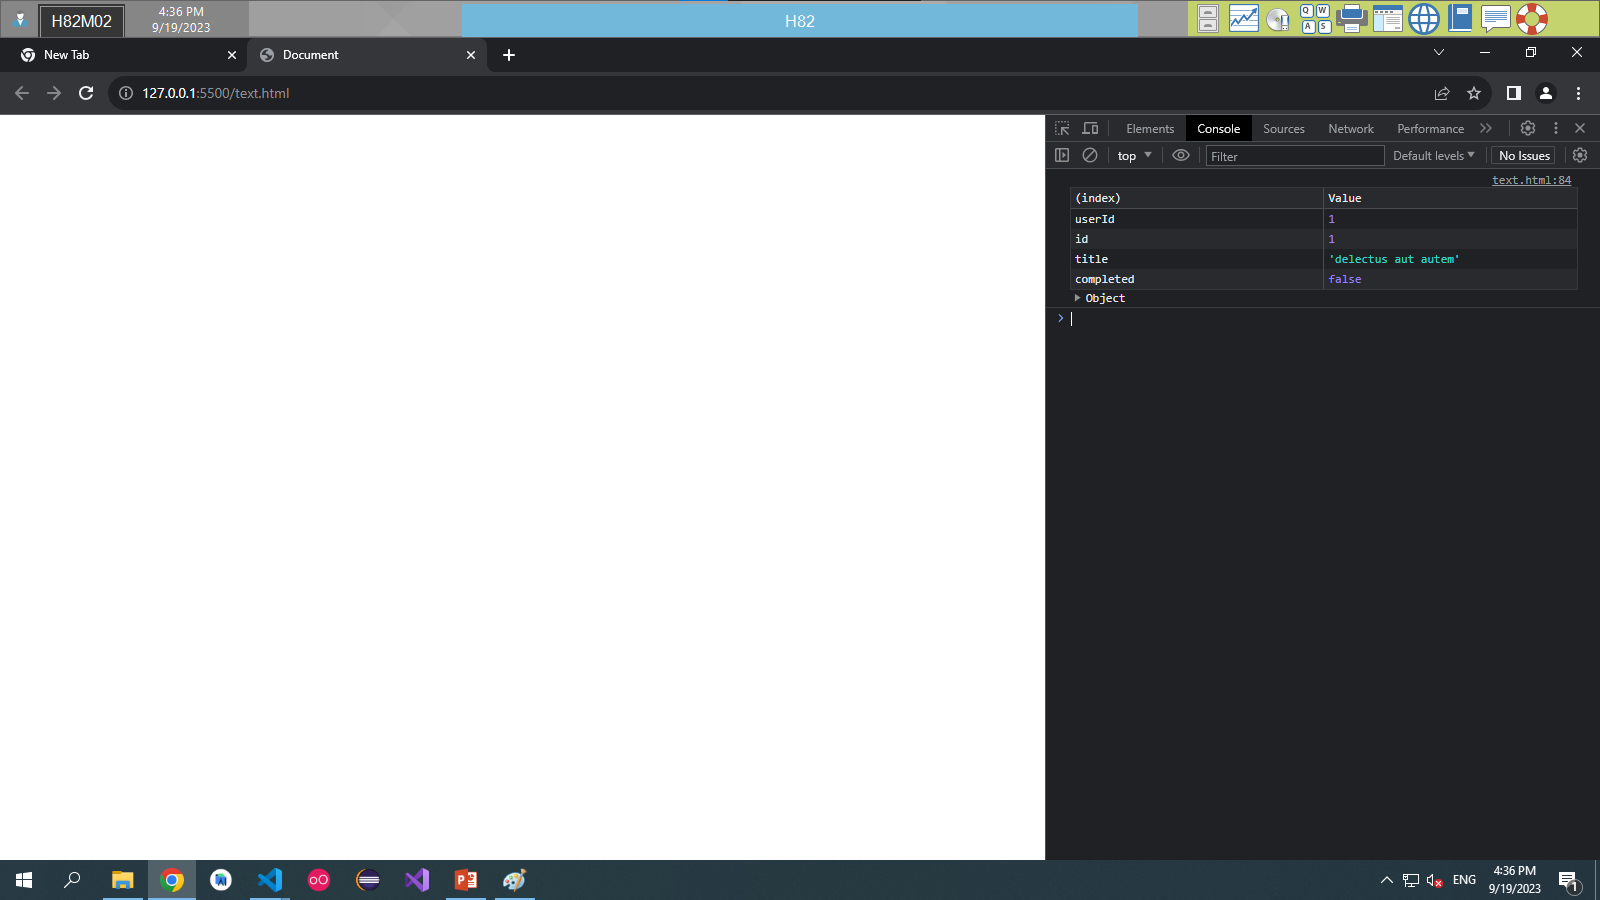 H82M02
4:36 PM
9/19/2023
H82
Q W
A S
New Tab
Document
127.0.0.1:5500/text.html
Elements
Console
Sources
Network
Performance
top
Filter
Default levels
No Issues
text.html:84
(index) Value
userId 1
id 1
title 'delectus aut autem'
completed false
Object
ENG
4:36 PM
9/19/2023
1